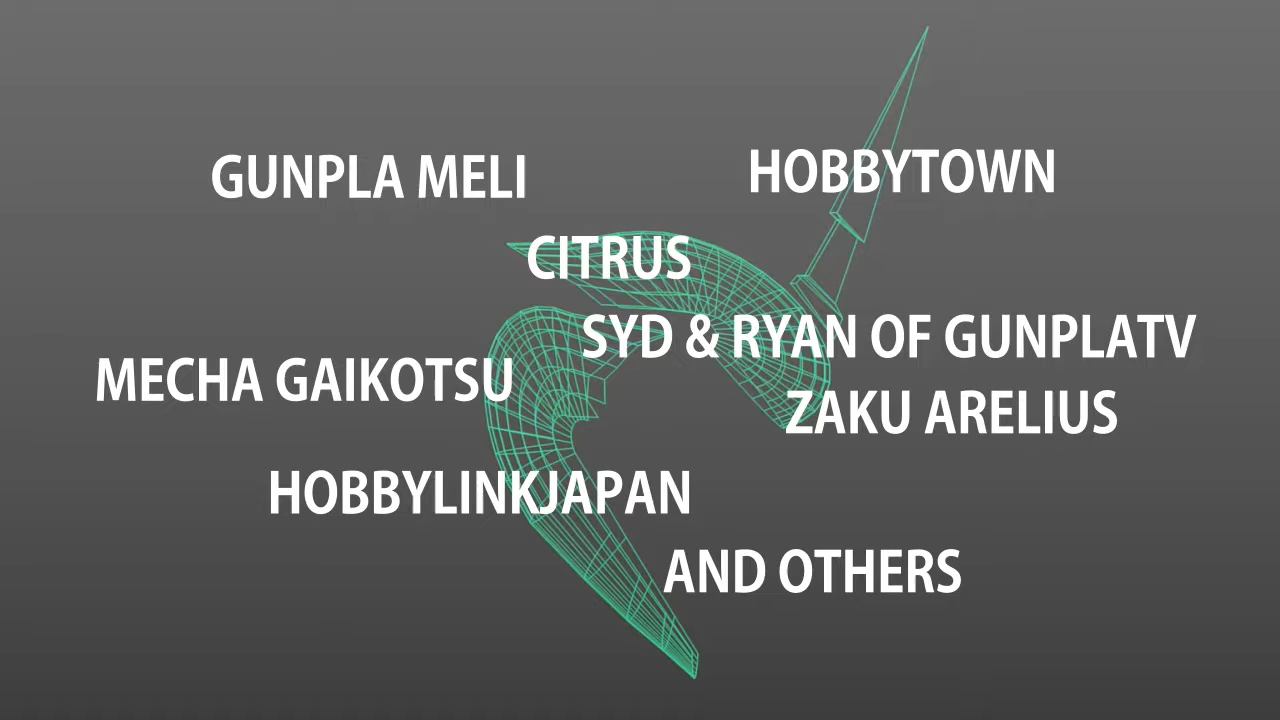 GUNPLA MELI
HOBBYTOWN
CITRUS
SYD & RYAN OF GUNPLATV
MECHA GAIKOTSU
ZAKU ARELIUS
HOBBYLINKJAPAN
AND OTHERS